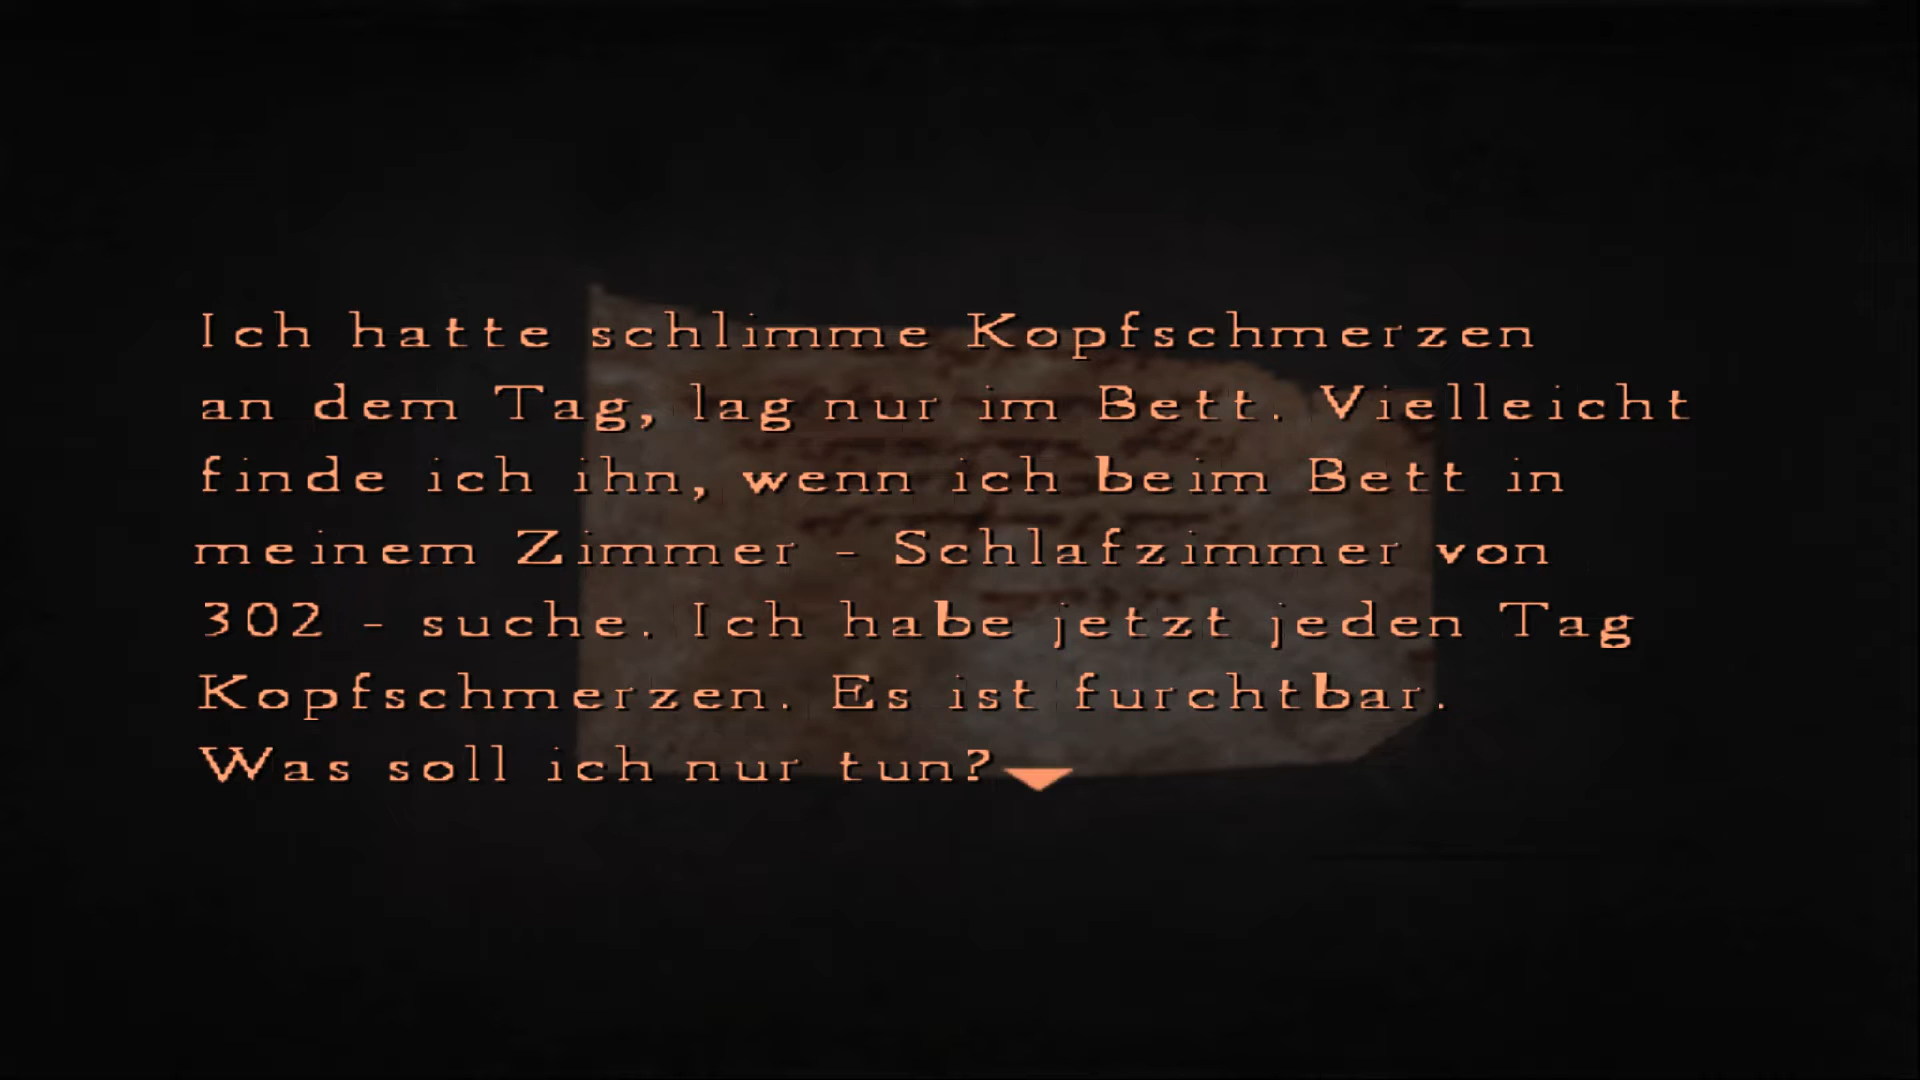 Ich hatte schlimme Kopfschmerzen
an dem Tag, lag nur im Bett. Vielleicht
finde ich ihn, wenn ich beim Bett in
meinem Zimmer - Schlafzimmer von
302 - suche. Ich habe jetzt jeden Tag
Kopfschmerzen. Es ist furchtbar.
Was soll ich nur tun?